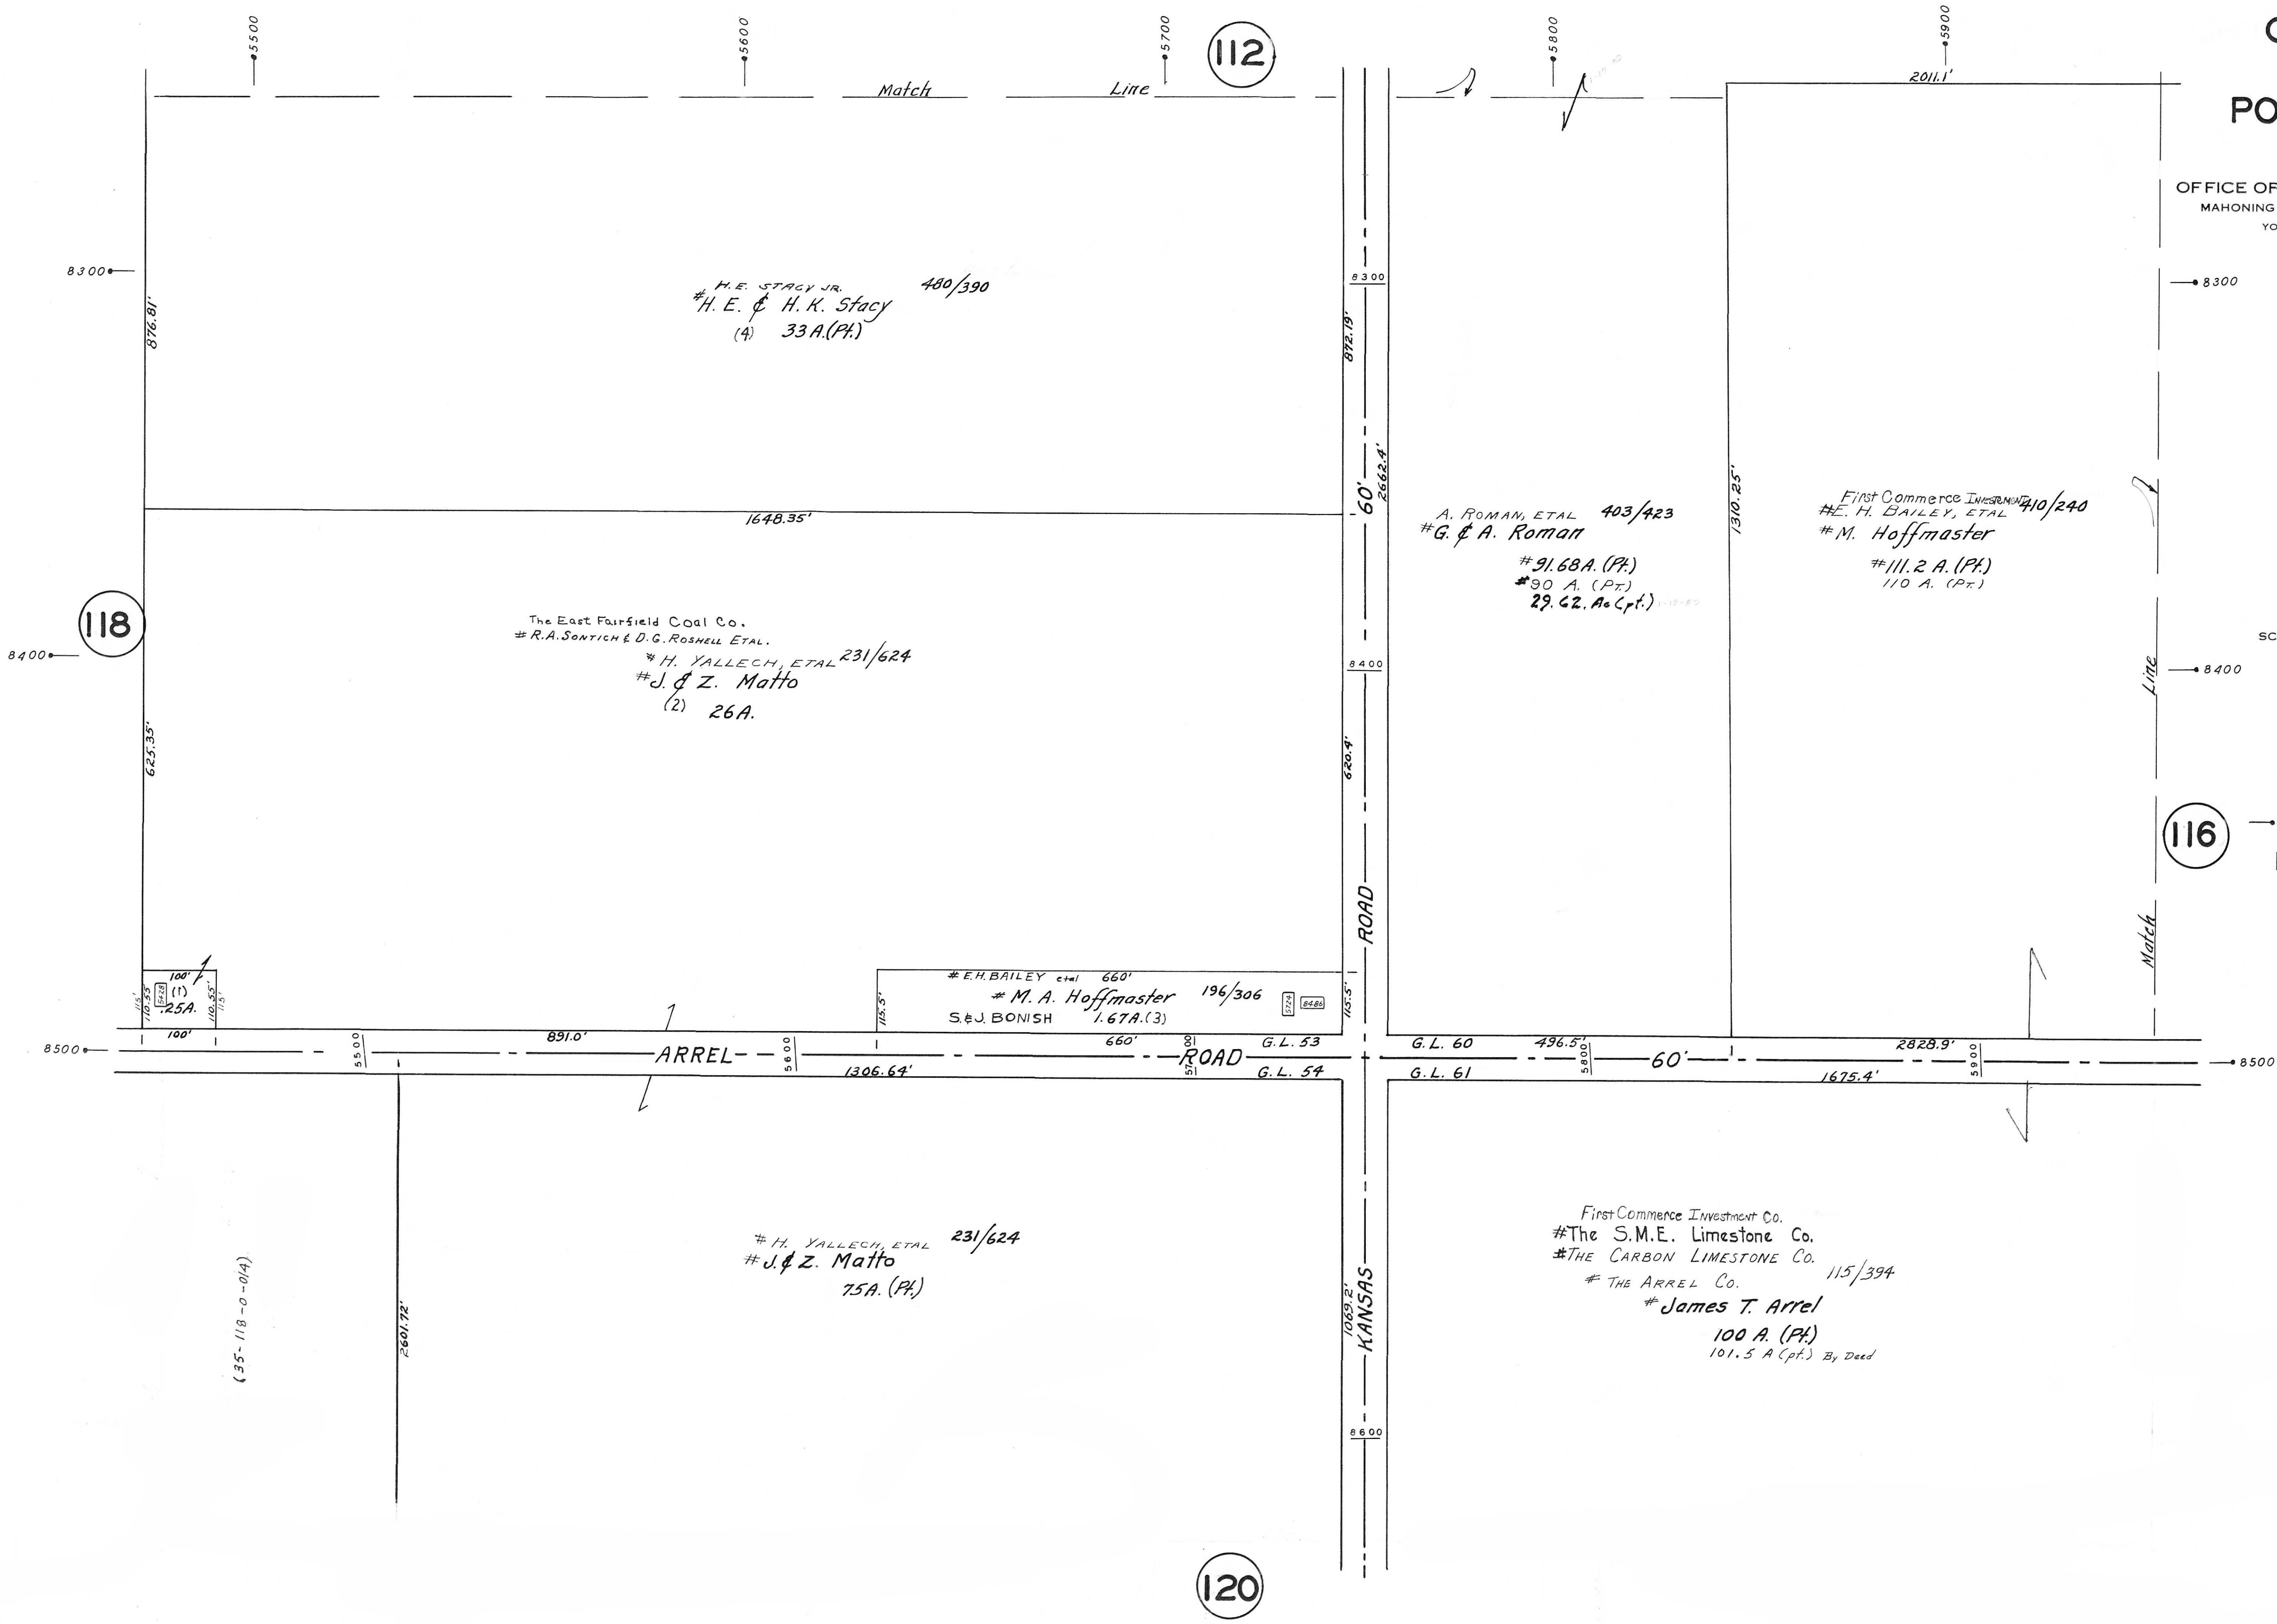 5500
5600
5700
112
5800
5900
2011.1'
Match Line
PO
OFFICE OF
MAHONING
YO
8300
8300
8300
876.81'
H.E. STACY JR. 480/390
#H. E. & H. K. Stacy
(4) 33 A.(Pt.)
872.19'
60'
2662.4'
1310.25'
1648.35'
A. ROMAN, ETAL 403/423
#G. & A. Roman
#91.68 A. (Pt.)
#90 A. (PT.)
29.62. Ac (pt.)
First Commerce INVESTMENT 410/240
#E. H. BAILEY, ETAL
#M. Hoffmaster
#111.2 A. (Pt.)
110 A. (PT.)
118
The East Fairfield Coal Co.
# R.A. SONTICH & D.G. ROSHELL ETAL.
# H. YALLECH, ETAL 231/624
#J. & Z. Matto
(2) 26 A.
8400
8400
8400
SC
Line
625.35'
620.4'
116
ROAD
Match
100'
115'
110.55'
5428
(1)
.25A.
110.55'
115'
100'
# E.H. BAILEY etal 660'
# M. A. Hoffmaster 196/306
S.&J. BONISH 1.67A.(3)
115.5'
5724
8486
115.5'
8500
5500
891.0'
ARREL
5600
660'
5700
ROAD
G.L. 53
G.L. 60
496.5'
5800
60'
2828.9'
5900
8500
1306.64'
G.L. 54
G.L. 61
1675.4'
(35-118-0-014)
2601.72'
# H. YALLECH, ETAL 231/624
# J. & Z. Matto
75A. (Pt.)
1069.2'
KANSAS
8600
First Commerce Investment Co.
#The S.M.E. Limestone Co.
#THE CARBON LIMESTONE CO.
# THE ARREL CO. 115/394
#James T. Arrel
100 A. (Pt.)
101.5 A (pt.) By Deed
120